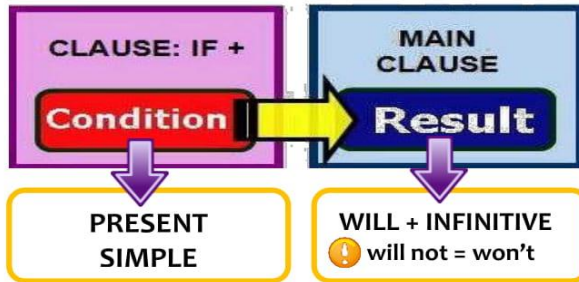 CLAUSE: IF +
Condition
MAIN
CLAUSE
Result
PRESENT
SIMPLE
WILL + INFINITIVE
! will not = won't